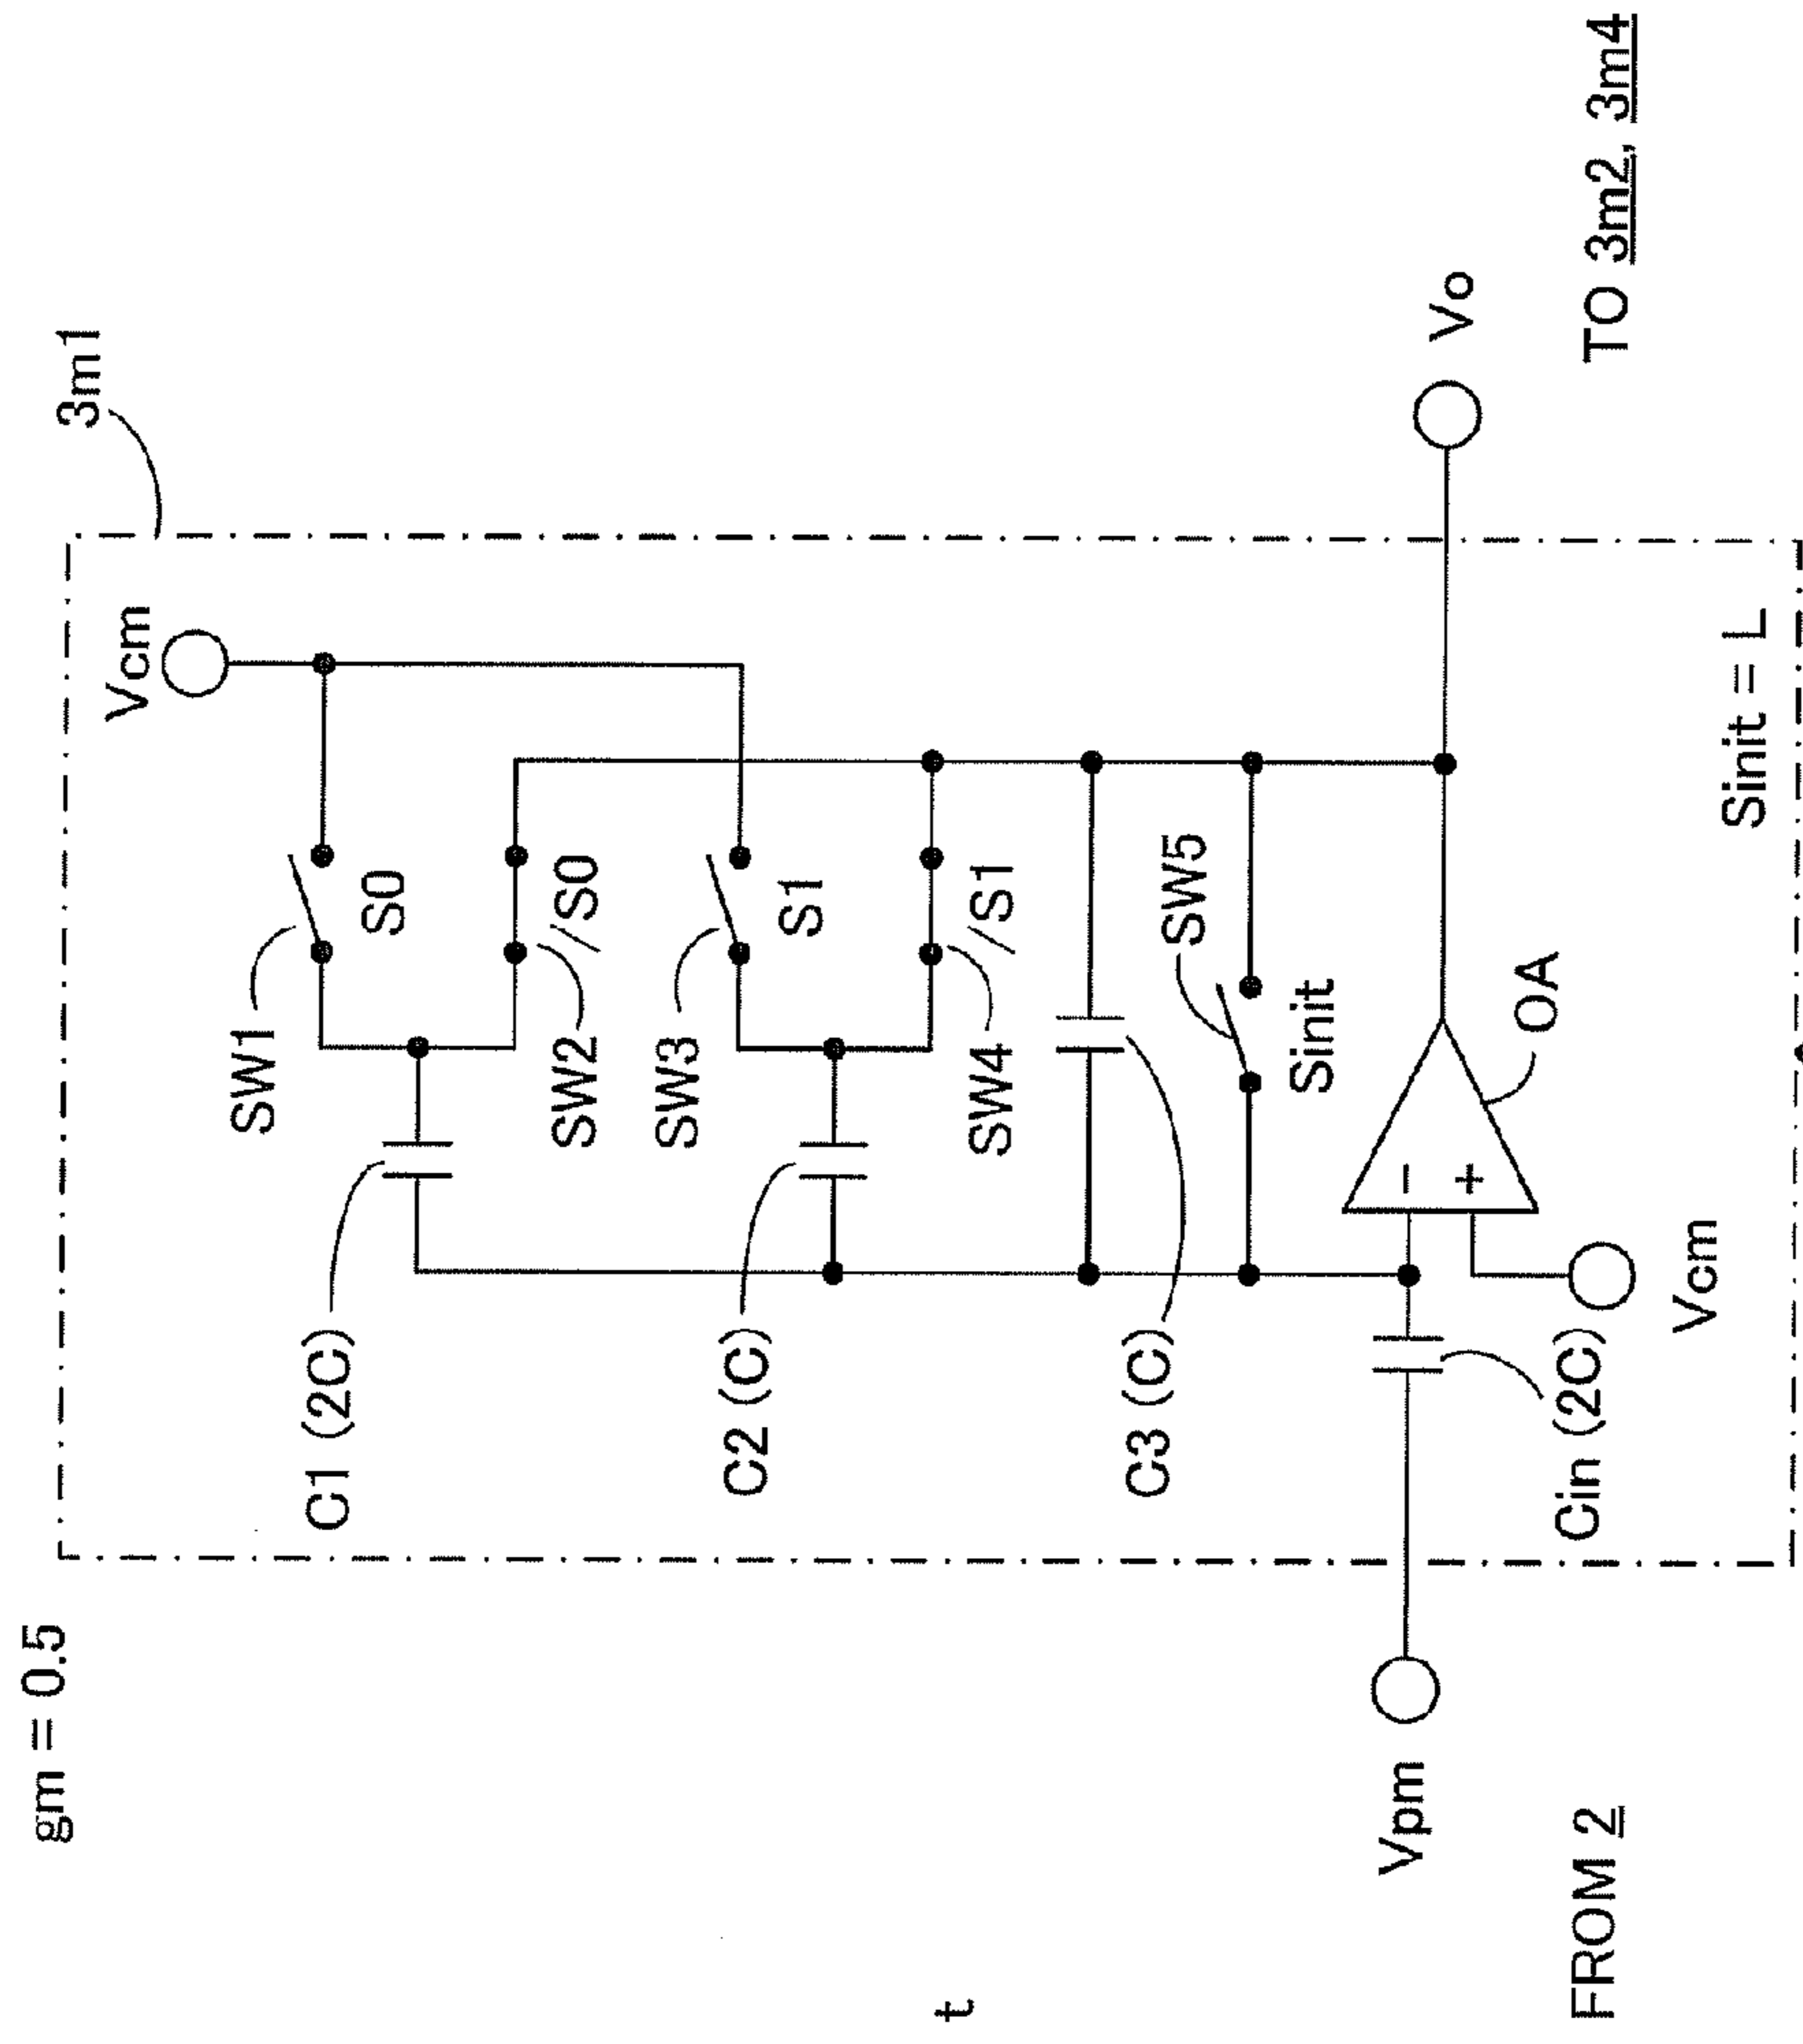 gm = 0.5
3m1
Vcm
SW1
S0
C1 (2C)
SW2
/S0
SW3
S1
C2 (C)
SW4
/S1
C3 (C)
SW5
Sinit
Vpm
Cin (2C)
−
+
OA
Vcm
Vo
Sinit = L
t
FROM 2
TO 3m2, 3m4